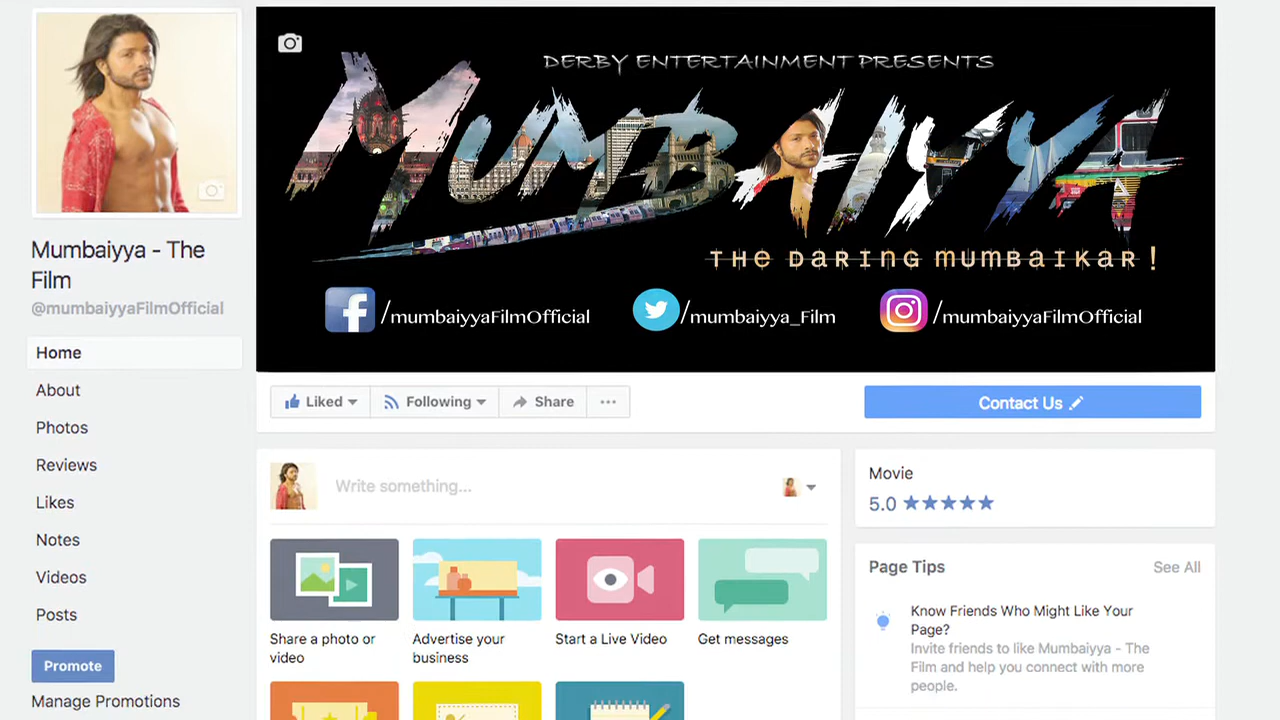 DERBY ENTERTAINMENT PRESENTS
MUMBAIYYA
THE DARING MUMBAIKAR!
/mumbaiyyaFilmOfficial
/mumbaiyya_Film
/mumbaiyyaFilmOfficial
Mumbaiyya - The
Film
@mumbaiyyaFilmOfficial
Home
About
Photos
Reviews
Likes
Notes
Videos
Posts
Promote
Manage Promotions
Liked
Following
Share
...
Contact Us
Write something...
Share a photo or
video
Advertise your
business
Start a Live Video
Get messages
Movie
5.0
Page Tips
See All
Know Friends Who Might Like Your
Page?
Invite friends to like Mumbaiyya - The
Film and help you connect with more
people.